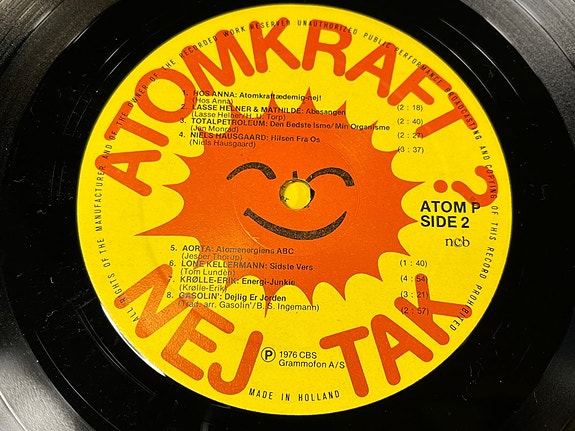 ALL RIGHTS OF THE MANUFACTURER AND OF THE OWNER OF THE RECORDED WORK RESERVED UNAUTHORIZED PUBLIC PERFORMANCE BROADCASTING AND COPYING OF THIS RECORD PROHIBITED
ATOMKRAFT?
1. HOS ANNA: Atomkraftædemig-nej!
(Hos Anna) (2:18)
2. LASSE HELNER & MATHILDE: Abesangen
(Lasse Helner/H. U. Torp) (2:40)
3. TOTALPETROLEUM: Den Bedste Isme/Min Organisme
(Jan Monrad) (2:27)
4. NIELS HAUSGAARD: Hilsen Fra Os
(Niels Hausgaard) (3:37)
ATOM P
SIDE 2
ncb
5. AORTA: Atomenergiens ABC
(Jesper Thorup) (1:40)
6. LONE KELLERMANN: Sidste Vers
(Tom Lundén) (4:54)
7. KRØLLE-ERIK: Energi-Junkie
(Krølle-Erik) (3:21)
8. GASOLIN': Dejlig Er Jorden
(Trad. arr. Gasolin'/B. S. Ingemann) (2:57)
NEJ TAK
Ⓟ 1976 CBS
Grammofon A/S
MADE IN HOLLAND